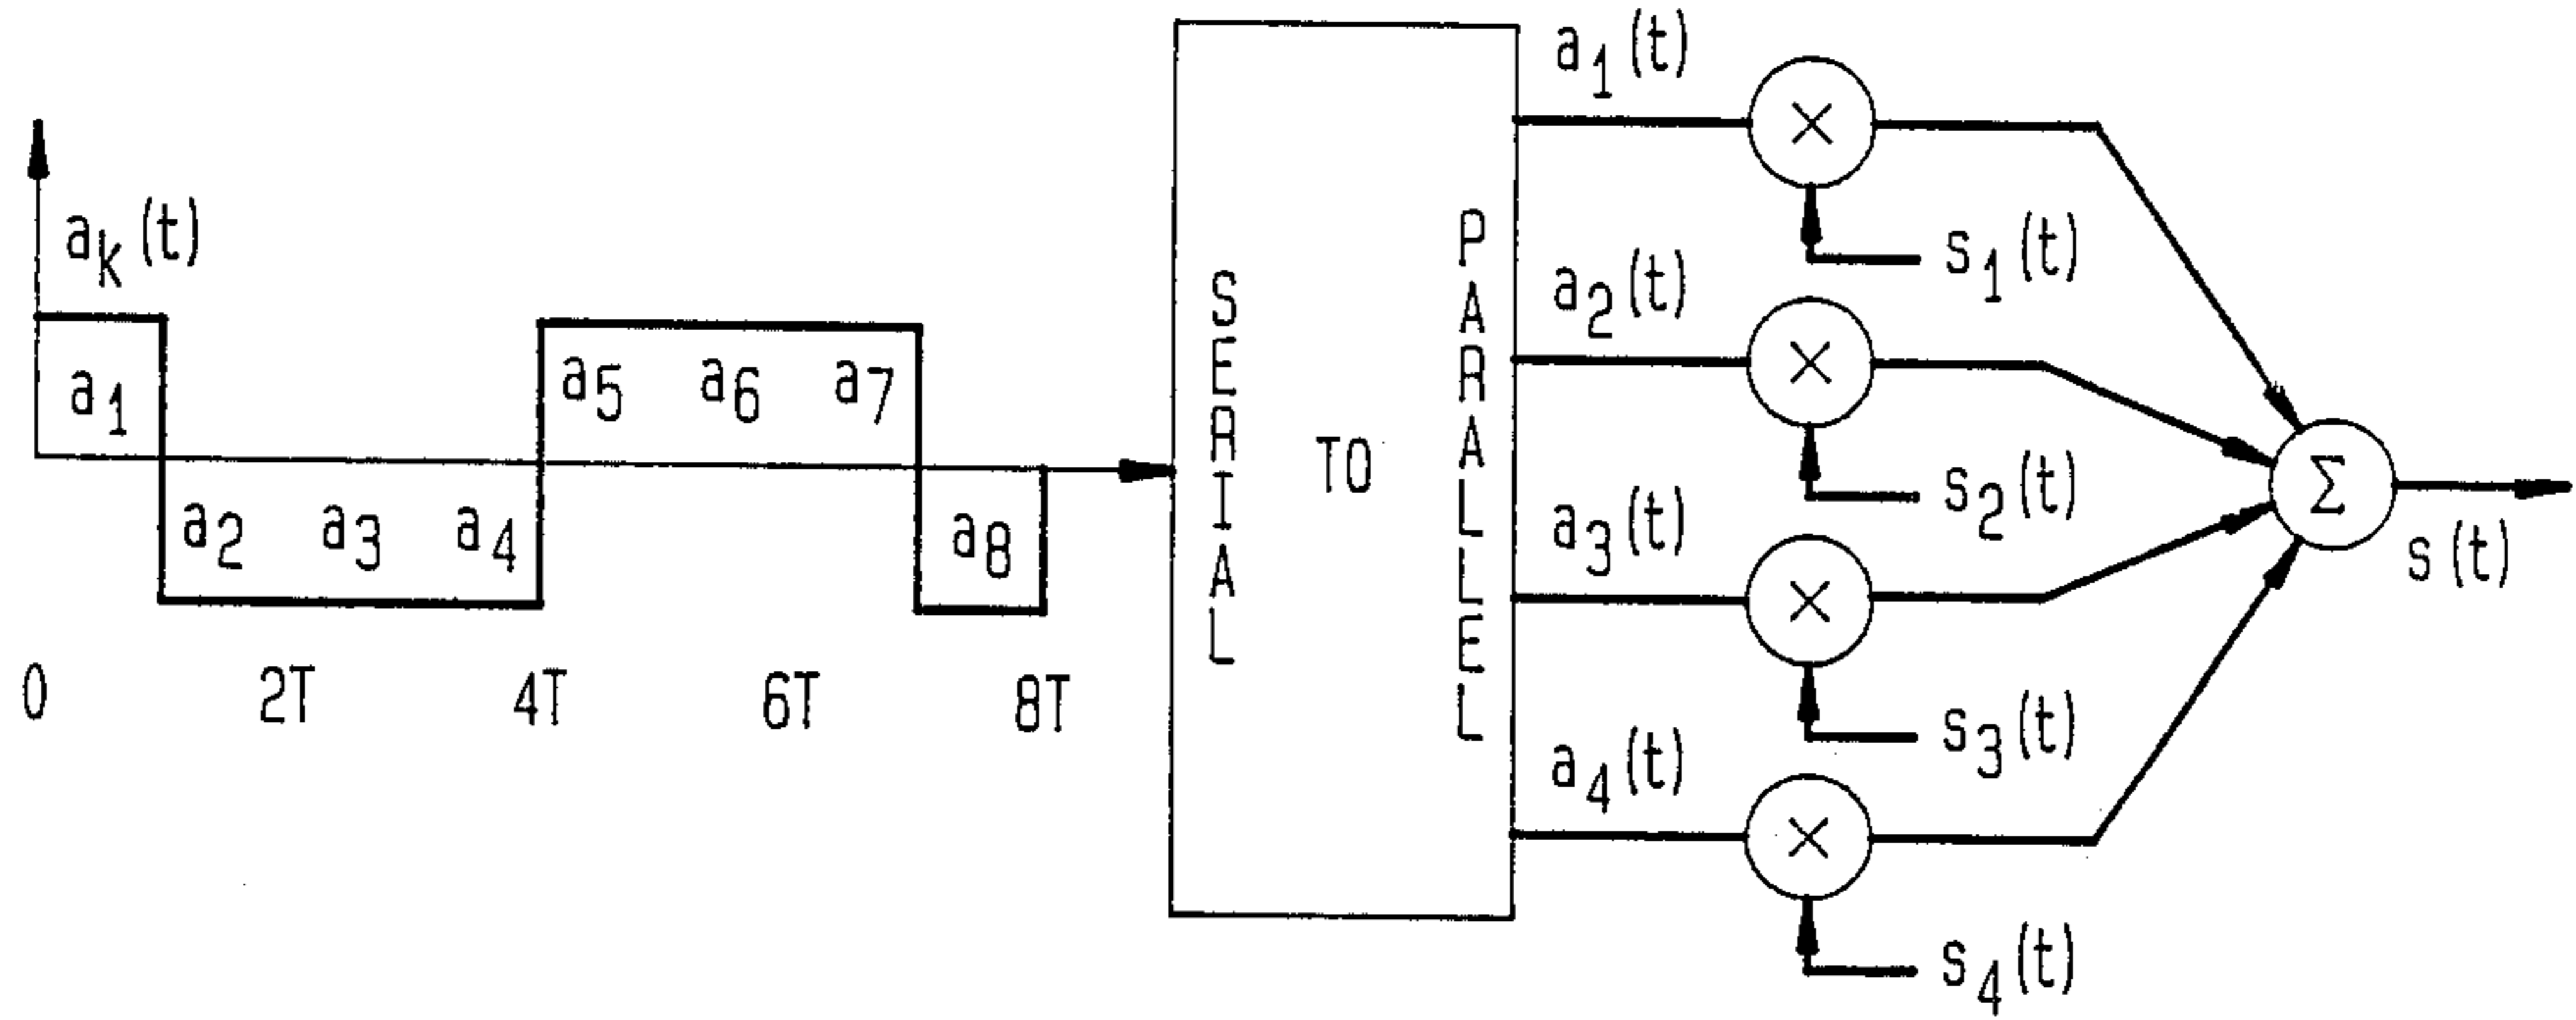 a₁(t)
aₖ(t)
s₁(t)
a₂(t)
a₅ a₆ a₇
a₁
SERIAL
TO
PARALLEL
s₂(t)
a₂ a₃ a₄
a₈
a₃(t)
Σ
s(t)
0 2T 4T 6T 8T
s₃(t)
a₄(t)
s₄(t)